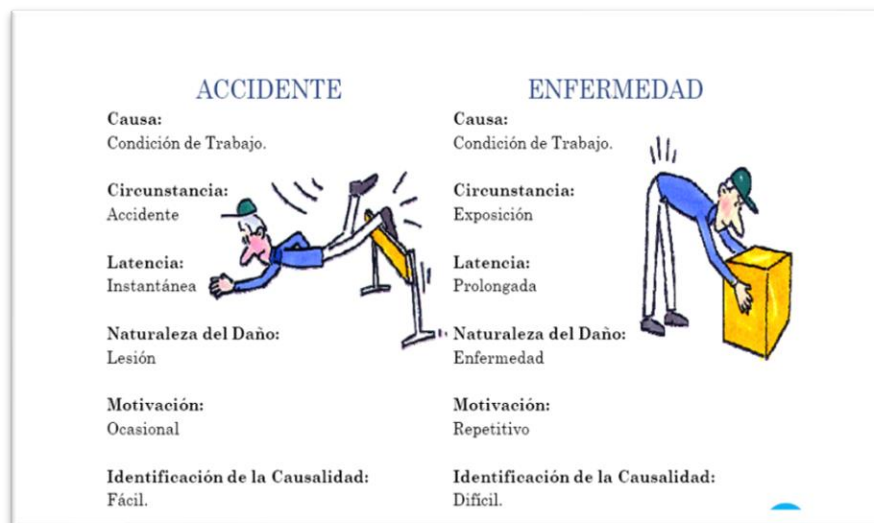 ACCIDENTE
Causa:
Condición de Trabajo.
Circunstancia:
Accidente
Latencia:
Instantánea
Naturaleza del Daño:
Lesión
Motivación:
Ocasional
Identificación de la Causalidad:
Fácil.
ENFERMEDAD
Causa:
Condición de Trabajo.
Circunstancia:
Exposición
Latencia:
Prolongada
Naturaleza del Daño:
Enfermedad
Motivación:
Repetitivo
Identificación de la Causalidad:
Difícil.